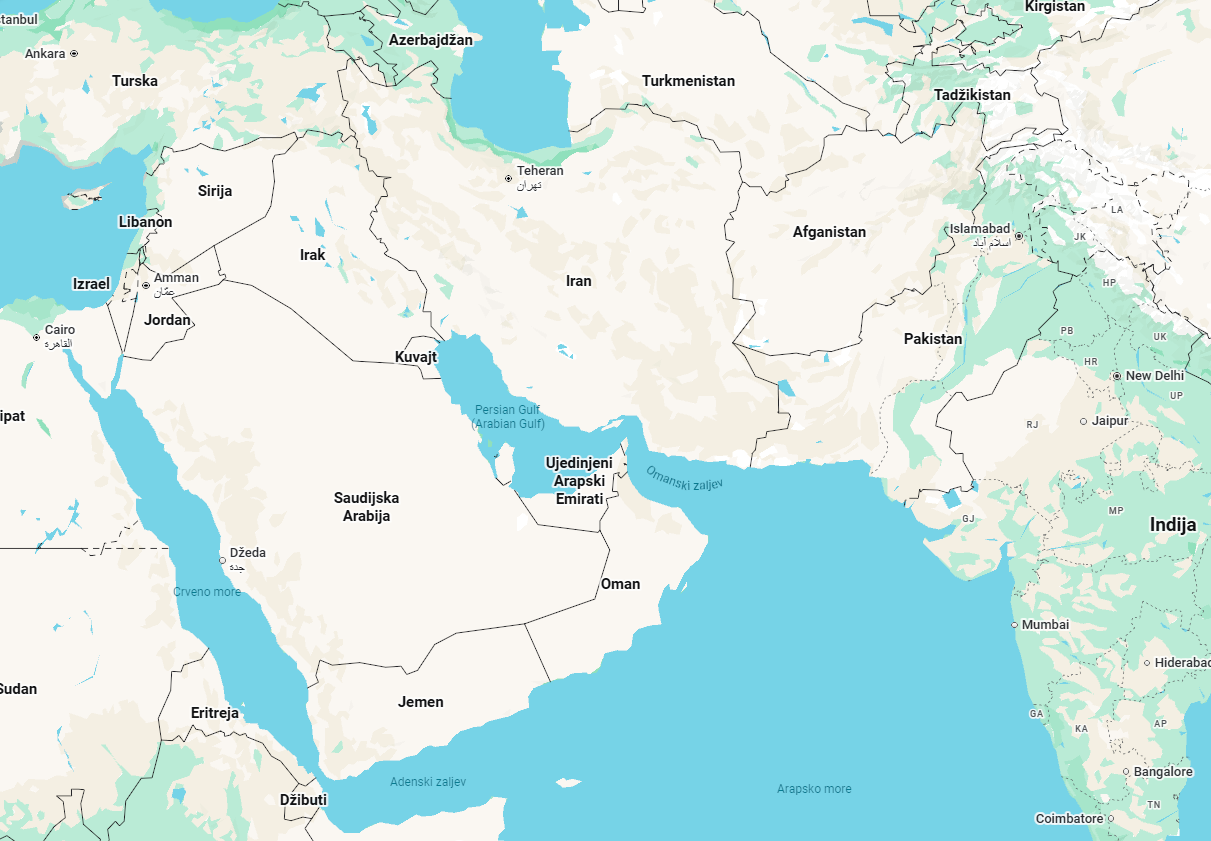 Kirgistan
stanbul
Azerbajdžan
Ankara
Turska
Turkmenistan
Tadžikistan
Teheran
تهران
Sirija
LA
Libanon
Islamabad
اسلام آباد
Afganistan
JK
Irak
Amman
عمّان
Izrael
Iran
HP
Jordan
Cairo
القاهرة
PB
UK
Pakistan
Kuvajt
HR
New Delhi
UP
Persian Gulf
(Arabian Gulf)
ipat
RJ
Jaipur
Ujedinjeni
Arapski
Emirati
Omanski zaljev
Saudijska
Arabija
MP
GJ
Indija
Džeda
جدة
Oman
Crveno more
Mumbai
Hiderabad
Sudan
Jemen
Eritreja
GA
KA
AP
Bangalore
Adenski zaljev
Arapsko more
Džibuti
TN
Coimbatore